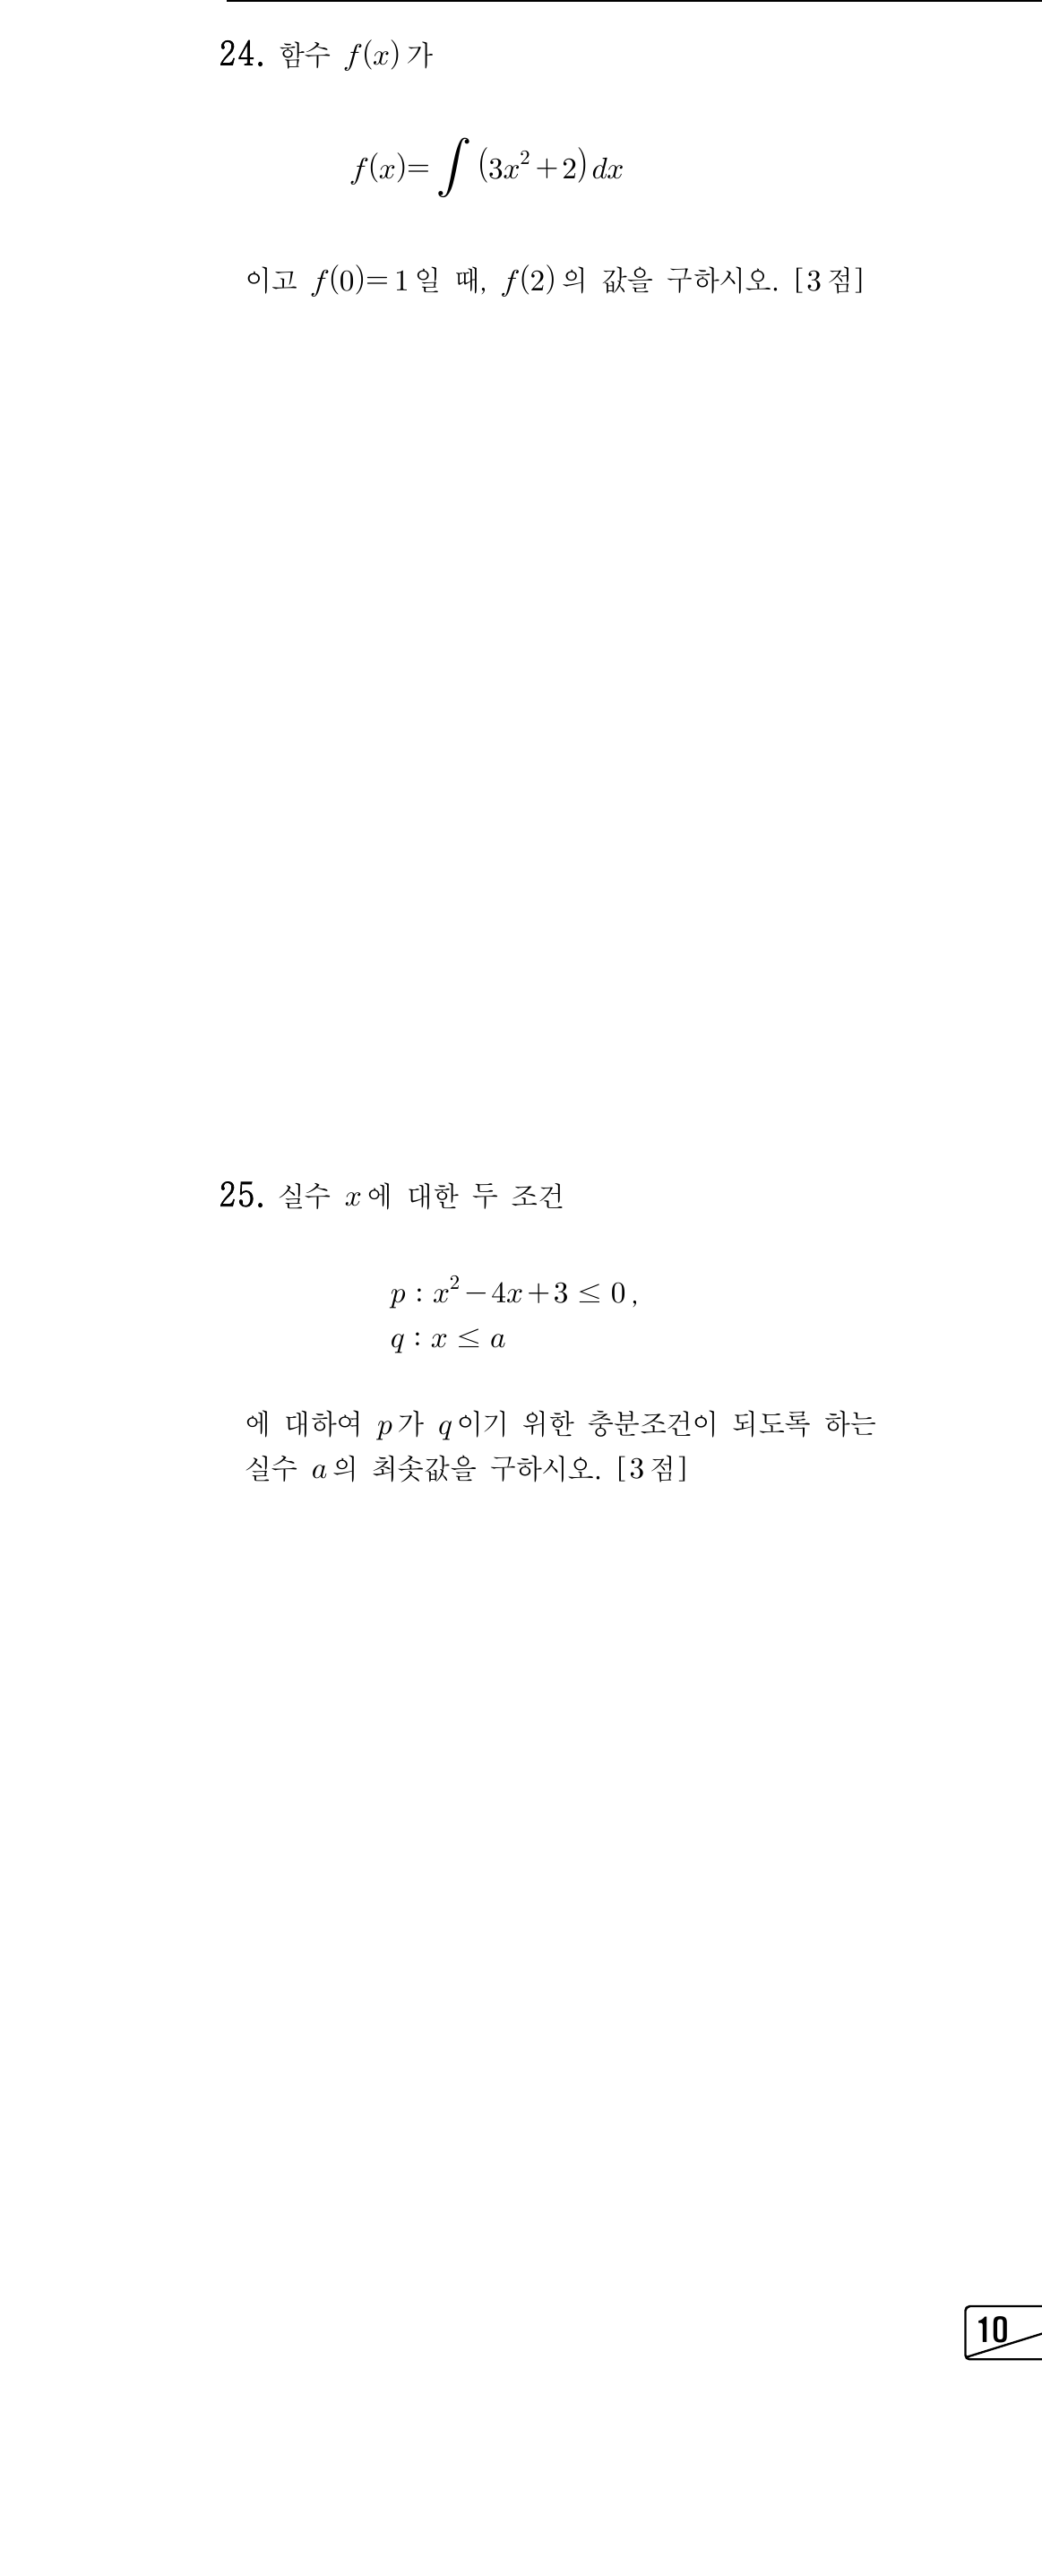 24. 함수 f(x)가
f(x)=∫(3x²+2)dx
이고 f(0)=1일 때, f(2)의 값을 구하시오. [3점]
25. 실수 x에 대한 두 조건
p : x²-4x+3 ≤ 0,
q : x ≤ a
에 대하여 p가 q이기 위한 충분조건이 되도록 하는
실수 a의 최솟값을 구하시오. [3점]
10